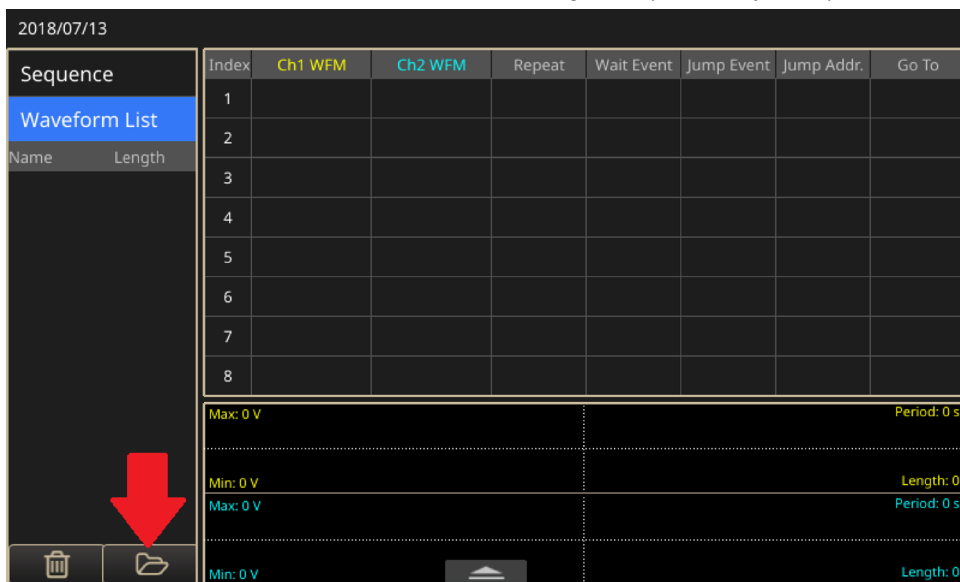 2018/07/13
Sequence
Waveform List
Name Length
Index Ch1 WFM Ch2 WFM Repeat Wait Event Jump Event Jump Addr. Go To
1
2
3
4
5
6
7
8
Max: 0 V Period: 0 s
Min: 0 V Length: 0
Max: 0 V Period: 0 s
Min: 0 V Length: 0